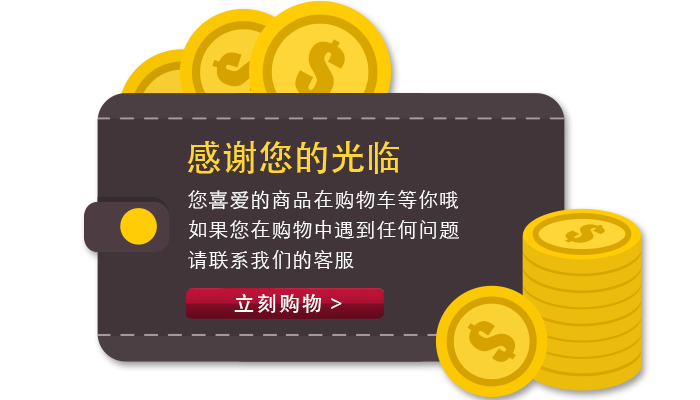 感谢您的光临
您喜爱的商品在购物车等你哦
如果您在购物中遇到任何问题
请联系我们的客服
立刻购物 >